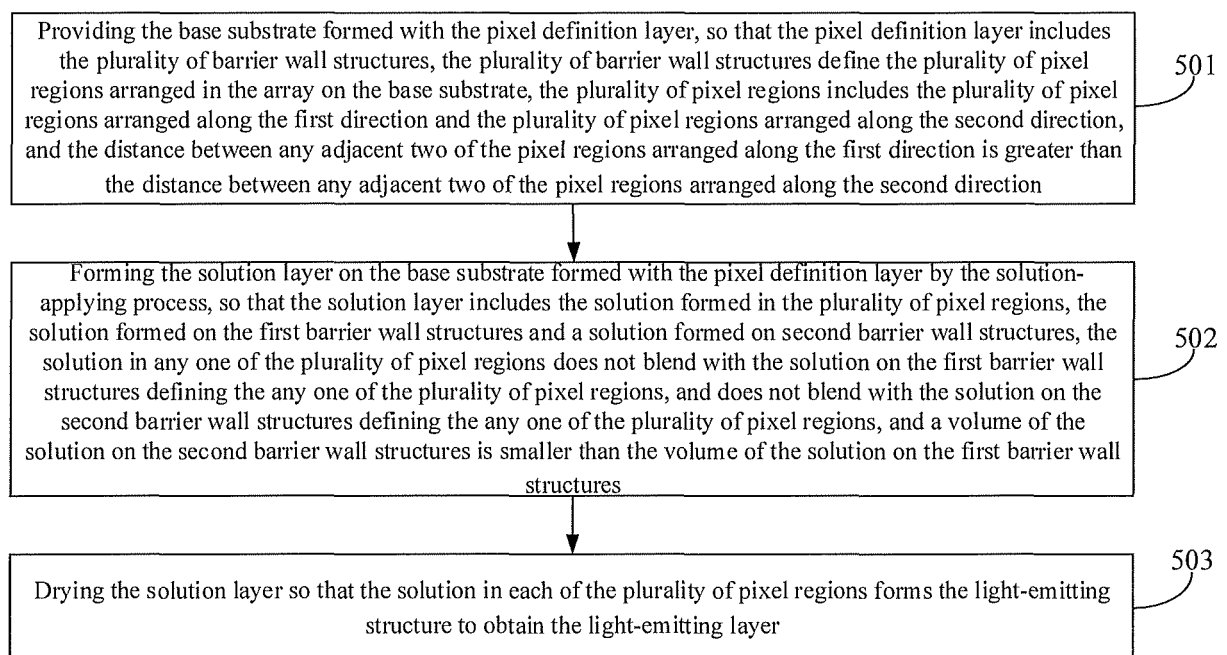 Providing the base substrate formed with the pixel definition layer, so that the pixel definition layer includes
the plurality of barrier wall structures, the plurality of barrier wall structures define the plurality of pixel
regions arranged in the array on the base substrate, the plurality of pixel regions includes the plurality of pixel
regions arranged along the first direction and the plurality of pixel regions arranged along the second direction,
and the distance between any adjacent two of the pixel regions arranged along the first direction is greater than
the distance between any adjacent two of the pixel regions arranged along the second direction
501
Forming the solution layer on the base substrate formed with the pixel definition layer by the solution-
applying process, so that the solution layer includes the solution formed in the plurality of pixel regions, the
solution formed on the first barrier wall structures and a solution formed on second barrier wall structures, the
solution in any one of the plurality of pixel regions does not blend with the solution on the first barrier wall
structures defining the any one of the plurality of pixel regions, and does not blend with the solution on the
second barrier wall structures defining the any one of the plurality of pixel regions, and a volume of the
solution on the second barrier wall structures is smaller than the volume of the solution on the first barrier wall
structures
502
Drying the solution layer so that the solution in each of the plurality of pixel regions forms the light-emitting
structure to obtain the light-emitting layer
503